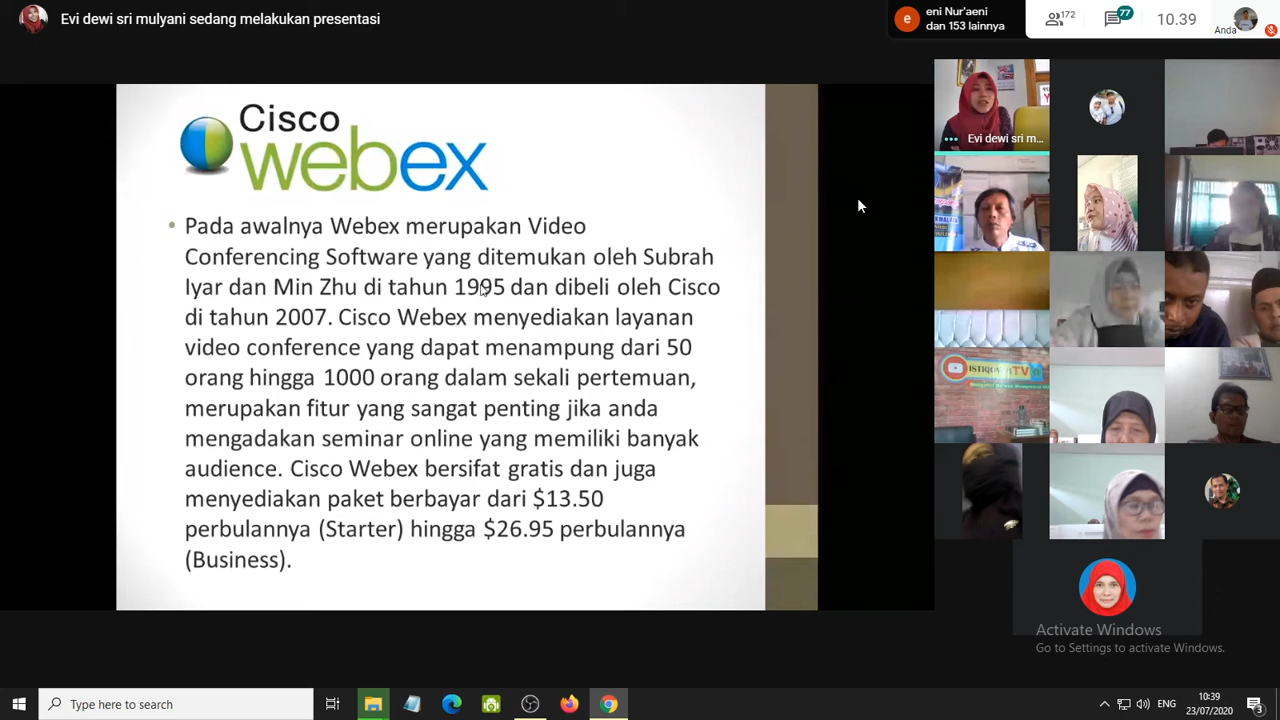 Evi dewi sri mulyani sedang melakukan presentasi
e
eni Nur'aeni
dan 153 lainnya
172
77
10.39
Anda
Cisco
webex
• Pada awalnya Webex merupakan Video
Conferencing Software yang ditemukan oleh Subrah
Iyar dan Min Zhu di tahun 1995 dan dibeli oleh Cisco
di tahun 2007. Cisco Webex menyediakan layanan
video conference yang dapat menampung dari 50
orang hingga 1000 orang dalam sekali pertemuan,
merupakan fitur yang sangat penting jika anda
mengadakan seminar online yang memiliki banyak
audience. Cisco Webex bersifat gratis dan juga
menyediakan paket berbayar dari $13.50
perbulannya (Starter) hingga $26.95 perbulannya
(Business).
Evi dewi sri m...
TV
Activate Windows
Go to Settings to activate Windows.
Type here to search
ENG
10:39
23/07/2020
3